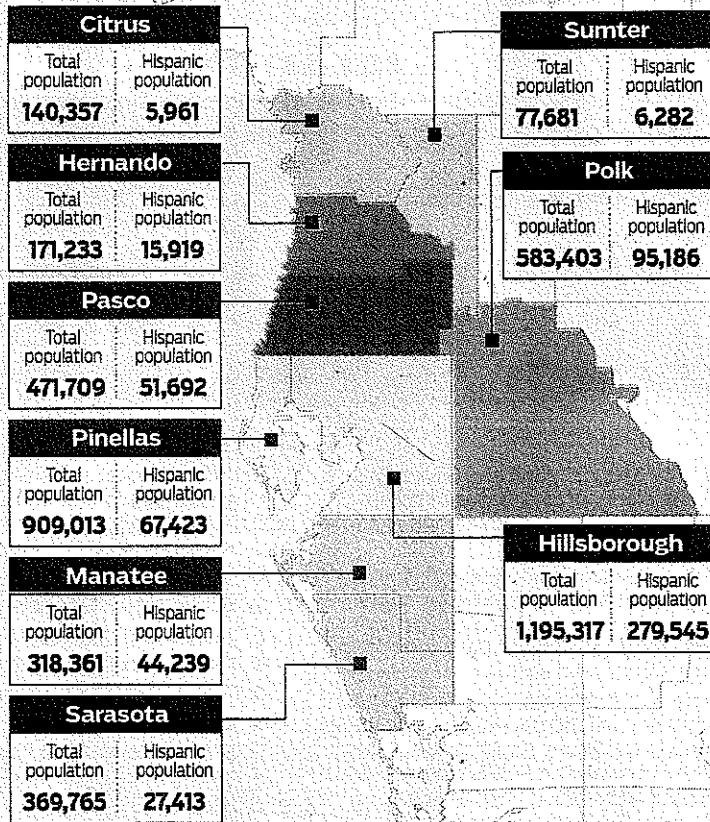 Citrus
Total Hispanic
population population
140,357 5,961
Hernando
Total Hispanic
population population
171,233 15,919
Pasco
Total Hispanic
population population
471,709 51,692
Pinellas
Total Hispanic
population population
909,013 67,423
Manatee
Total Hispanic
population population
318,361 44,239
Sarasota
Total Hispanic
population population
369,765 27,413
Sumter
Total Hispanic
population population
77,681 6,282
Polk
Total Hispanic
population population
583,403 95,186
Hillsborough
Total Hispanic
population population
1,195,317 279,545